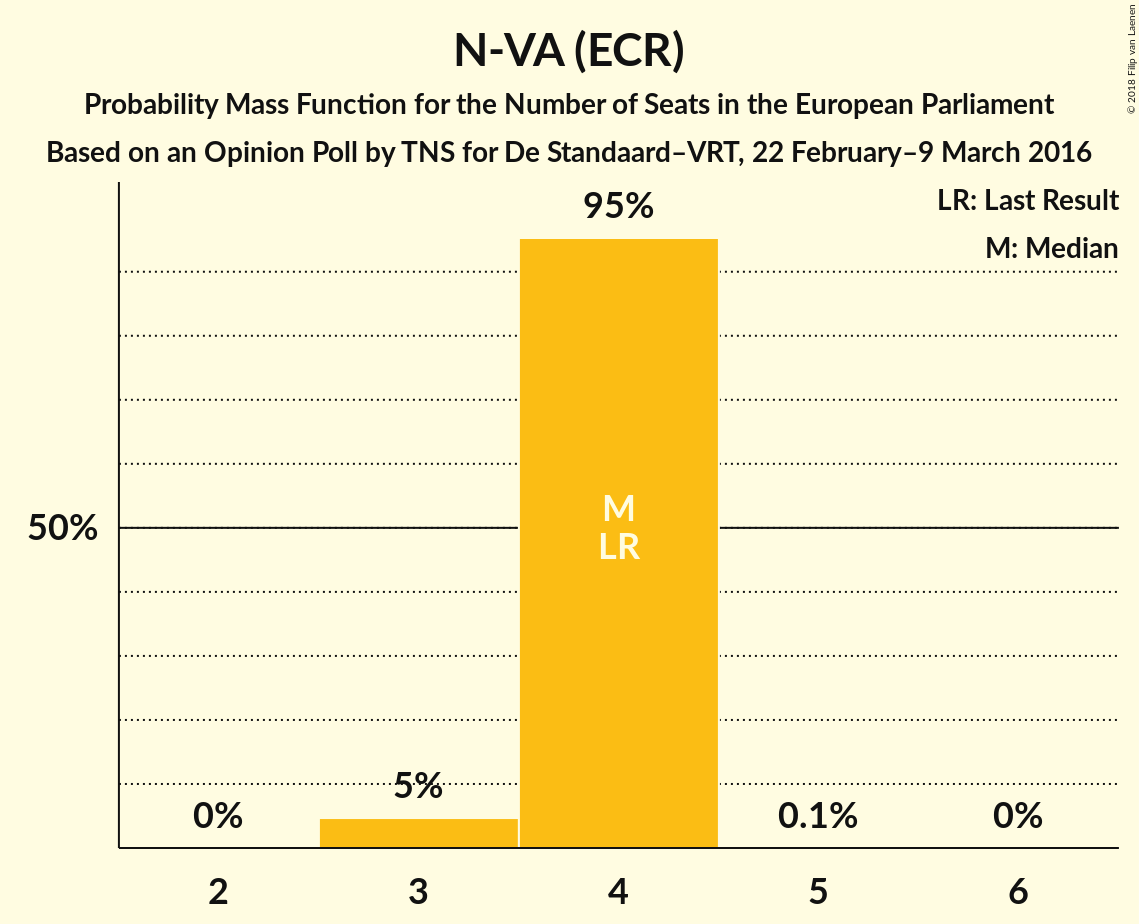 N-VA (ECR)
Probability Mass Function for the Number of Seats in the European Parliament
Based on an Opinion Poll by TNS for De Standaard–VRT, 22 February–9 March 2016
© 2018 Filip van Laenen
LR: Last Result
M: Median
95%
50%
M
LR
5%
0%
0.1%
0%
2
3
4
5
6